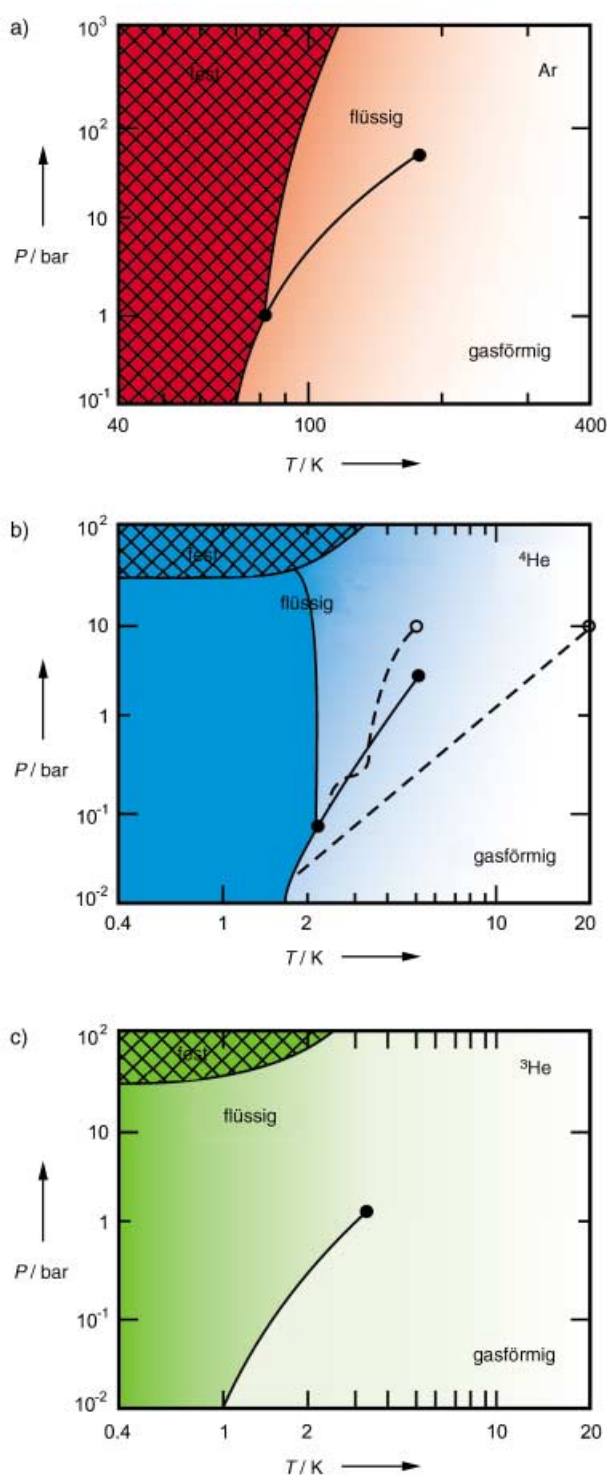 a)
10³
fest
Ar
flüssig
10²
10
P / bar
1
gasförmig
10⁻¹
40
100
400
T / K
b)
10²
fest
⁴He
flüssig
10
P / bar
1
10⁻¹
gasförmig
10⁻²
0.4
1
2
10
20
T / K
c)
10²
fest
³He
flüssig
10
1
P / bar
10⁻¹
gasförmig
10⁻²
0.4
1
2
10
20
T / K